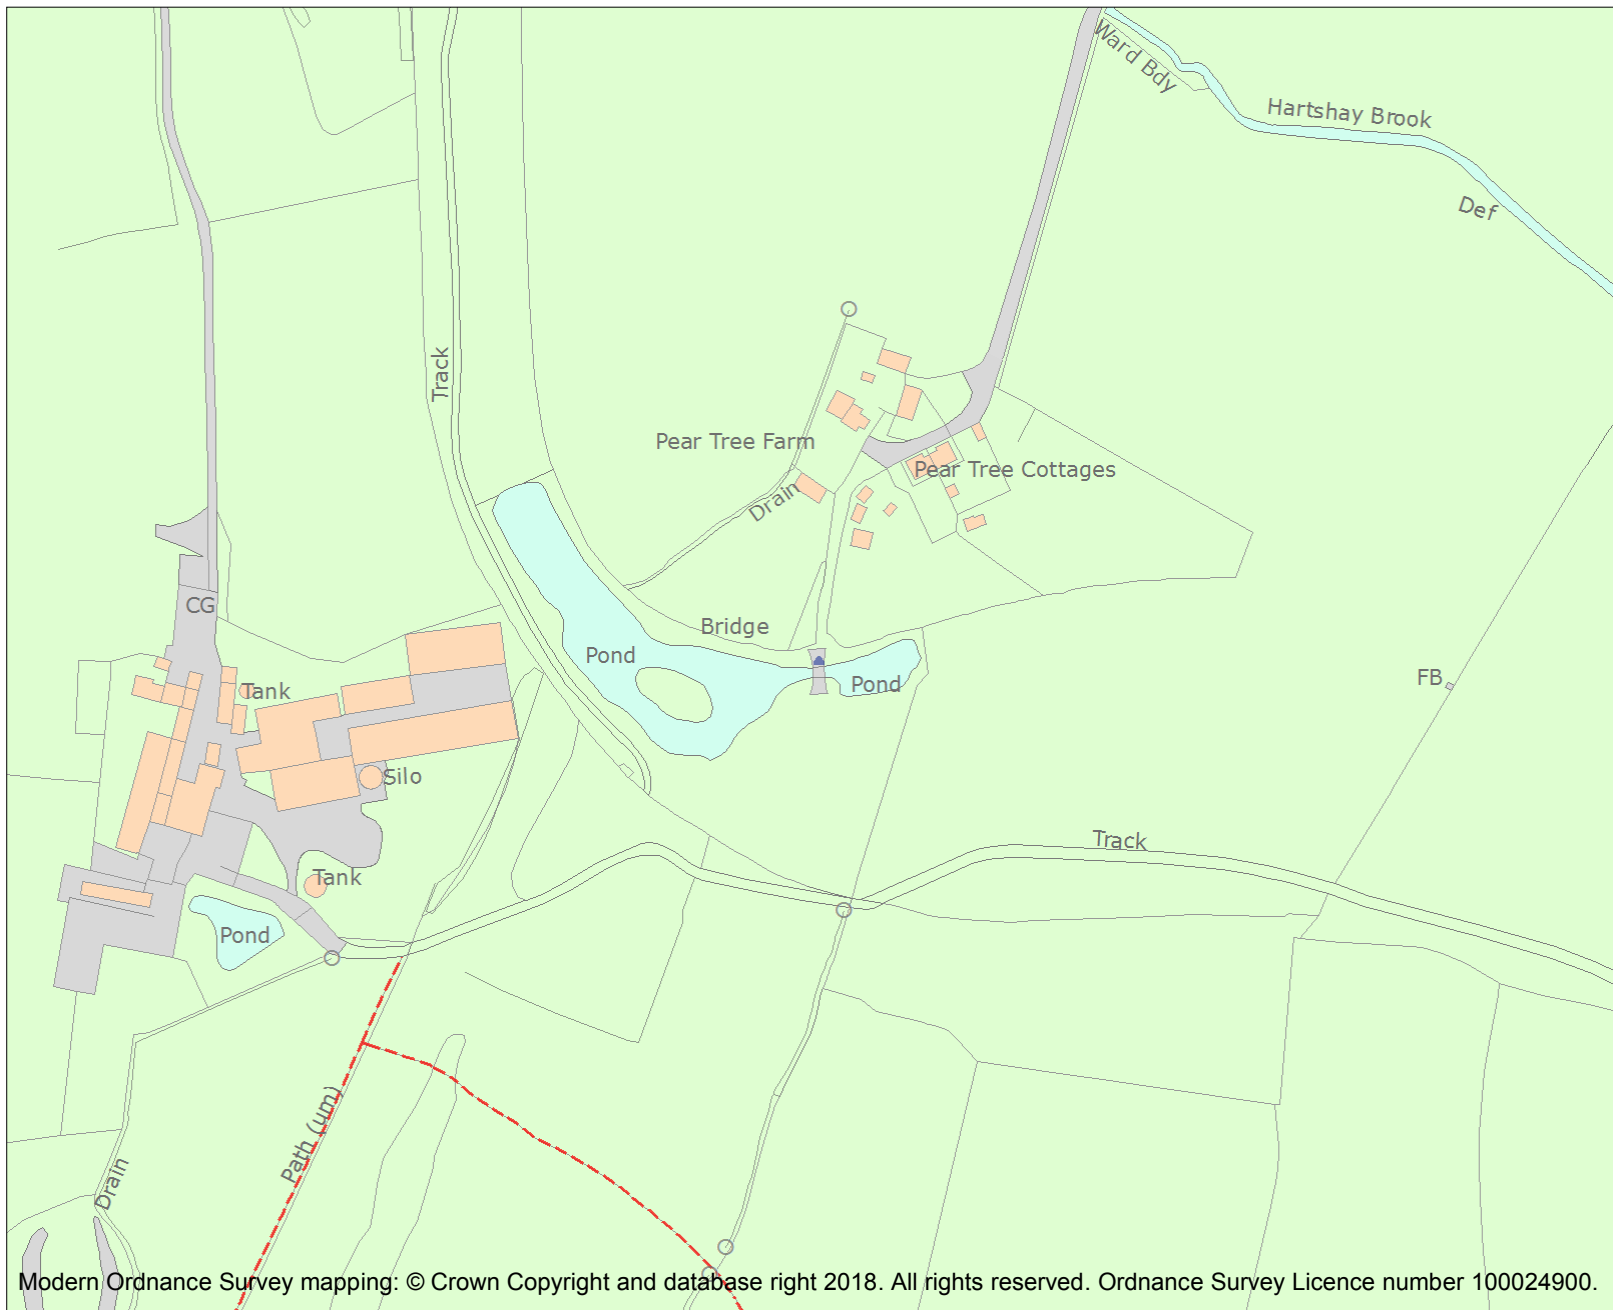 Ward Bdy
Hartshay Brook
Def
Track
Pear Tree Farm
Pear Tree Cottages
Drain
CG
Bridge
Pond
Pond
FB
Tank
Silo
Track
Tank
Pond
Path (um)
Drain
Modern Ordnance Survey mapping: © Crown Copyright and database right 2018. All rights reserved. Ordnance Survey Licence number 100024900.